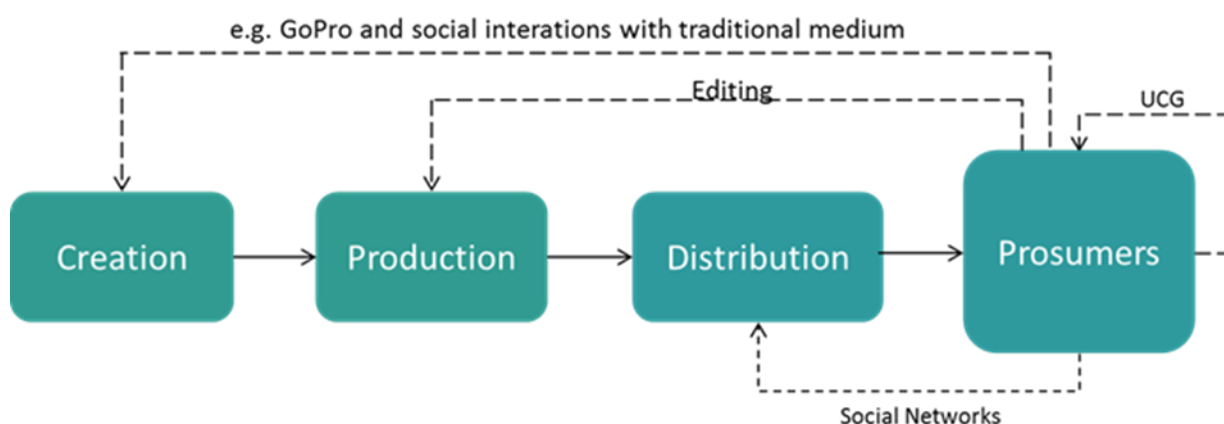 e.g. GoPro and social interations with traditional medium
Editing
UCG
Creation
Production
Distribution
Prosumers
Social Networks